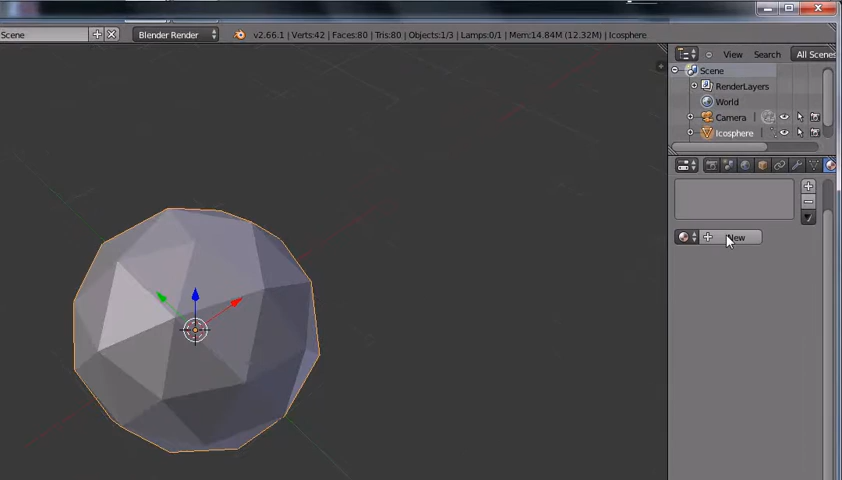 Scene
Blender Render
v2.66.1 | Verts:42 | Faces:80 | Tris:80 | Objects:1/3 | Lamps:0/1 | Mem:14.84M (12.32M) | Icosphere
View Search All Scenes
Scene
RenderLayers
World
Camera
Icosphere
New